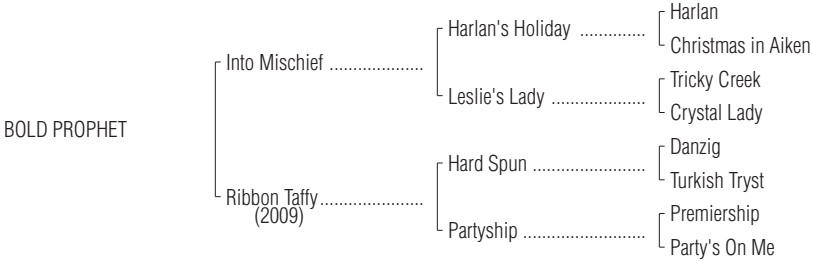 Harlan
Harlan's Holiday ..............
Christmas in Aiken
Into Mischief ....................
Tricky Creek
Leslie's Lady ....................
Crystal Lady
BOLD PROPHET
Danzig
Hard Spun ........................
Turkish Tryst
Ribbon Taffy......................
(2009)
Premiership
Partyship ..........................
Party's On Me